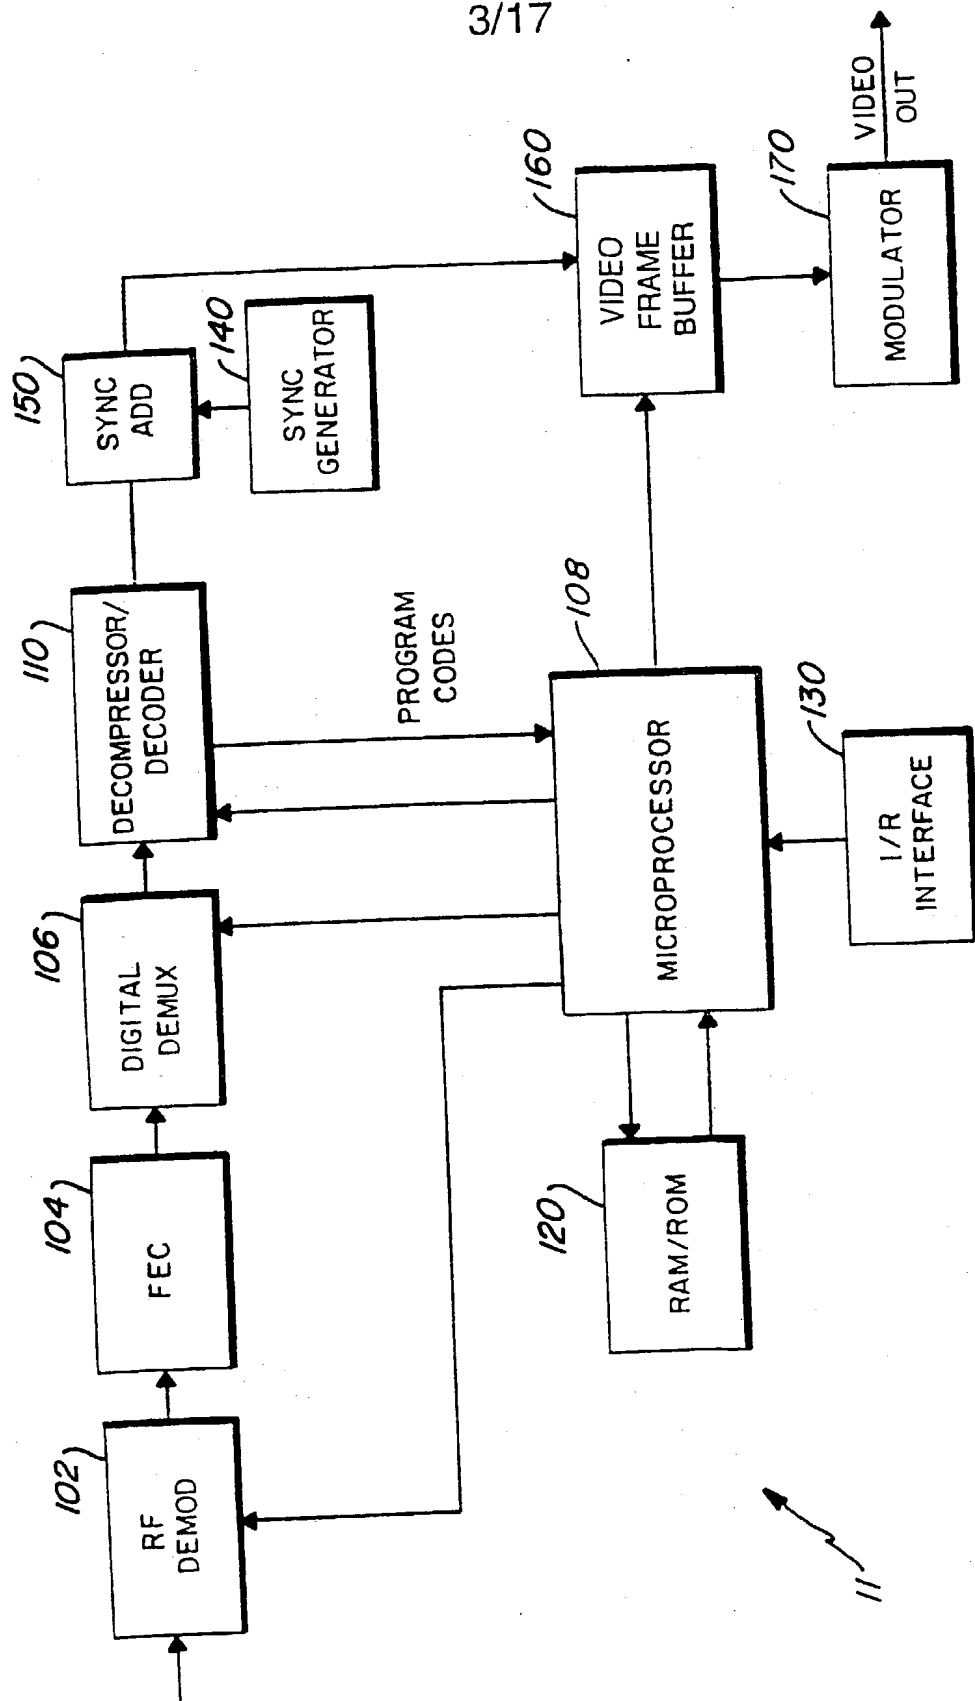 3/17
102
RF
DEMOD
104
FEC
106
DIGITAL
DEMUX
110
DECOMPRESSOR/
DECODER
150
SYNC
ADD
140
SYNC
GENERATOR
PROGRAM
CODES
120
RAM/ROM
108
MICROPROCESSOR
130
I/R
INTERFACE
160
VIDEO
FRAME
BUFFER
170
MODULATOR
VIDEO
OUT
11